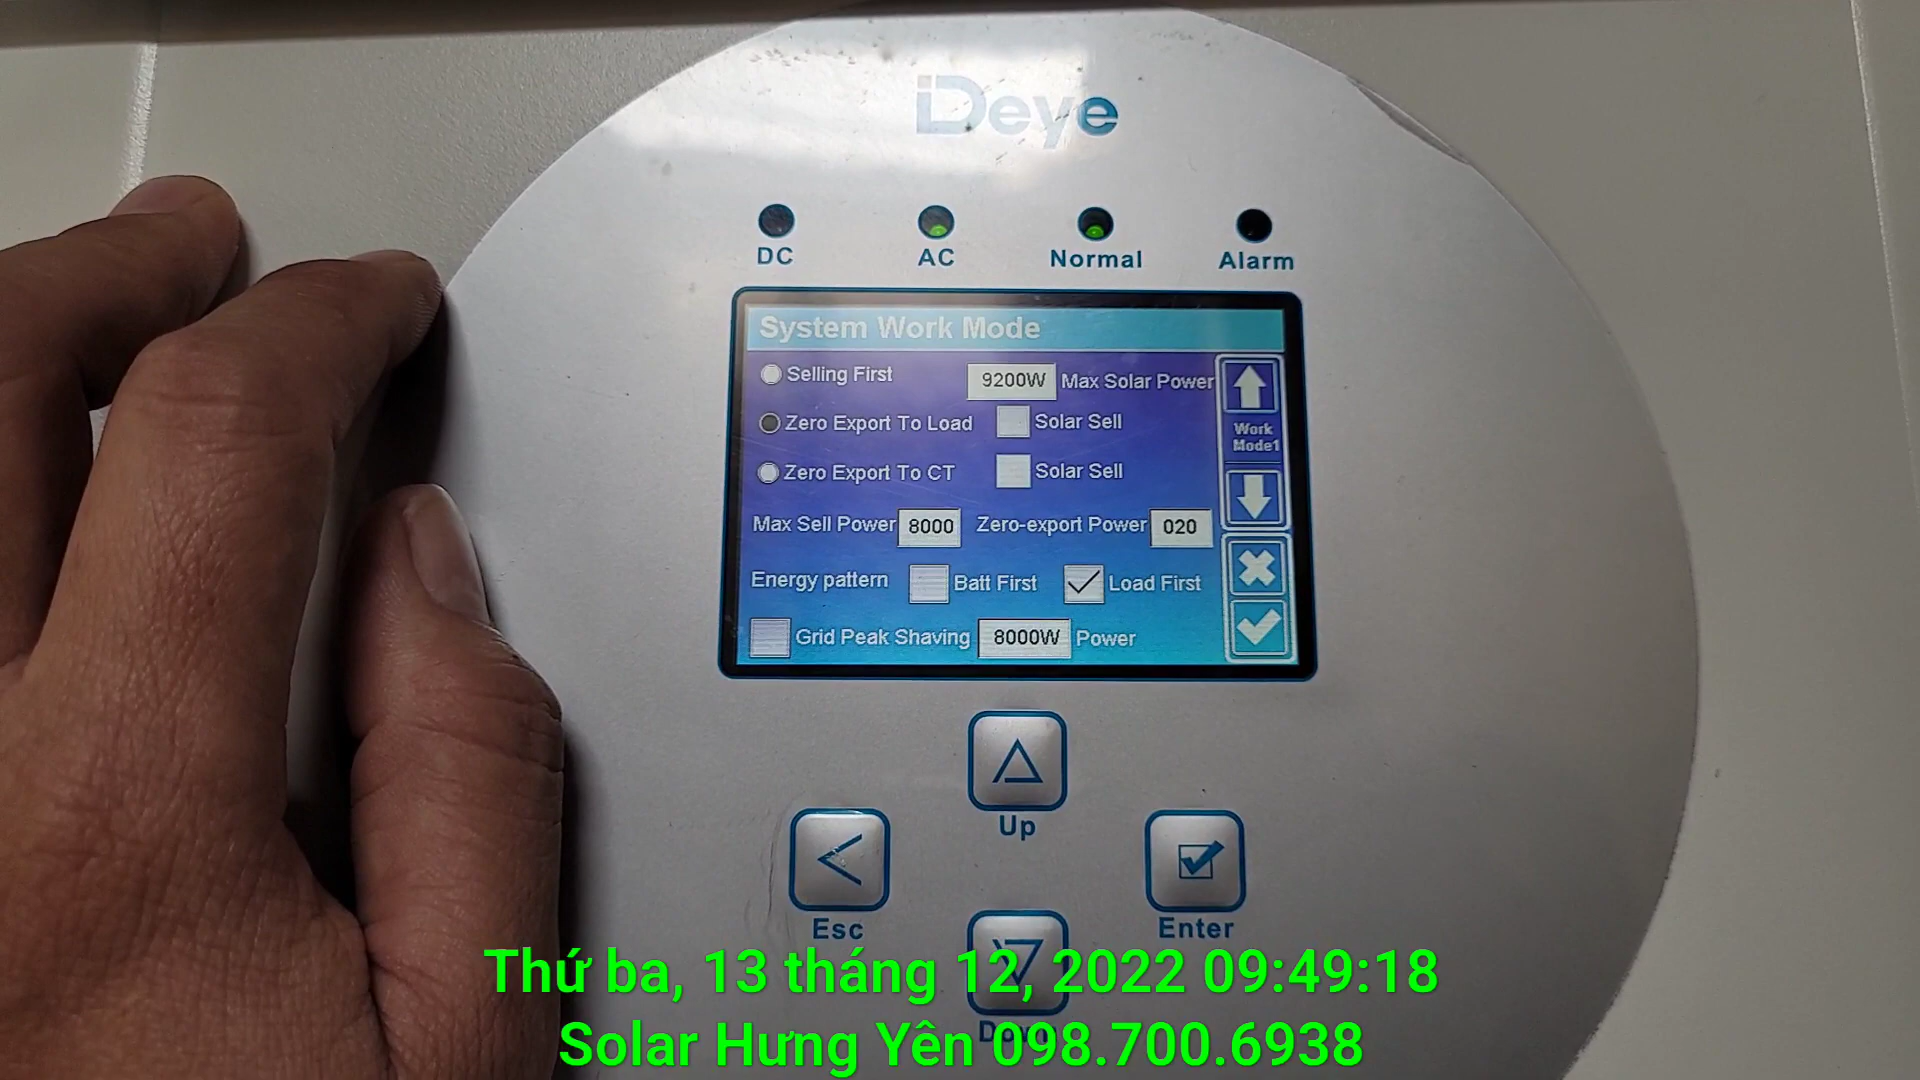 Deye
DC AC Normal Alarm
System Work Mode
Selling First 9200W Max Solar Power
Zero Export To Load Solar Sell
Work
Mode1
Zero Export To CT Solar Sell
Max Sell Power 8000 Zero-export Power 020
Energy pattern Batt First Load First
Grid Peak Shaving 8000W Power
Up
Esc Enter
Thứ ba, 13 tháng 12, 2022 09:49:18
Down
Solar Hưng Yên 098.700.6938